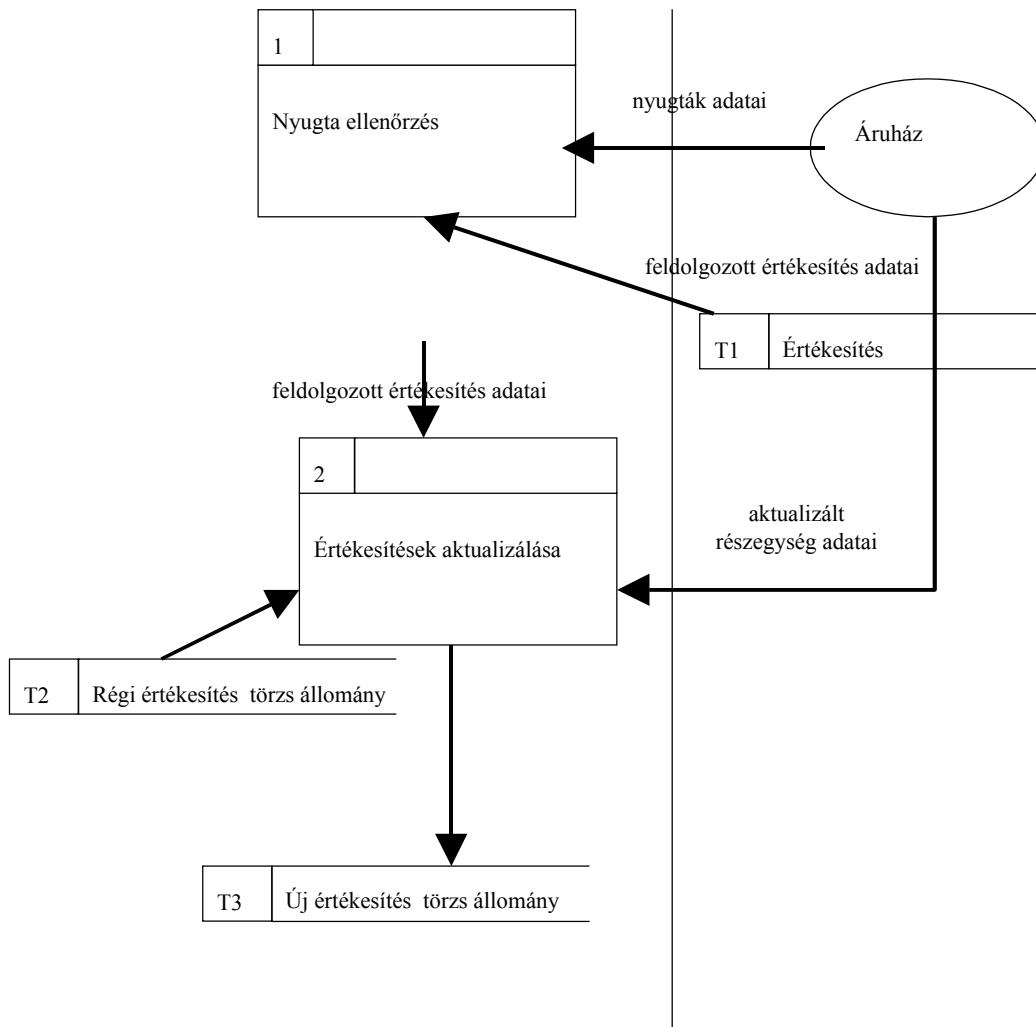 1
Nyugta ellenőrzés
nyugták adatai
Áruház
feldolgozott értékesítés adatai
T1
Értékesítés
feldolgozott értékesítés adatai
2
Értékesítések aktualizálása
aktualizált
részegység adatai
T2
Régi értékesítés törzs állomány
T3
Új értékesítés törzs állomány